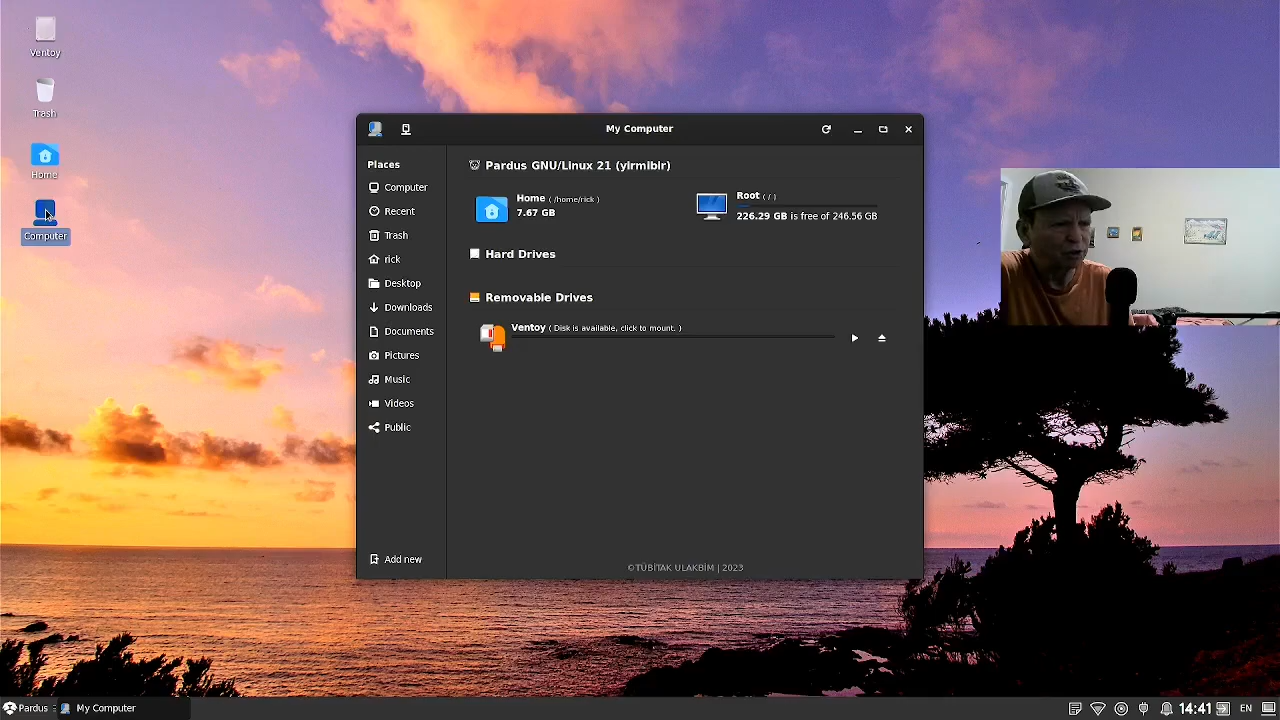 Ventoy
Trash
Home
Computer
My Computer
Places
Computer
Recent
Trash
rick
Desktop
Downloads
Documents
Pictures
Music
Videos
Public
Add new
Pardus GNU/Linux 21 (yirmibir)
Home ( /home/rick )
7.67 GB
Root ( / )
226.29 GB is free of 246.56 GB
Hard Drives
Removable Drives
Ventoy ( Disk is available, click to mount. )
©TÜBİTAK ULAKBİM | 2023
Pardus
My Computer
14:41
EN